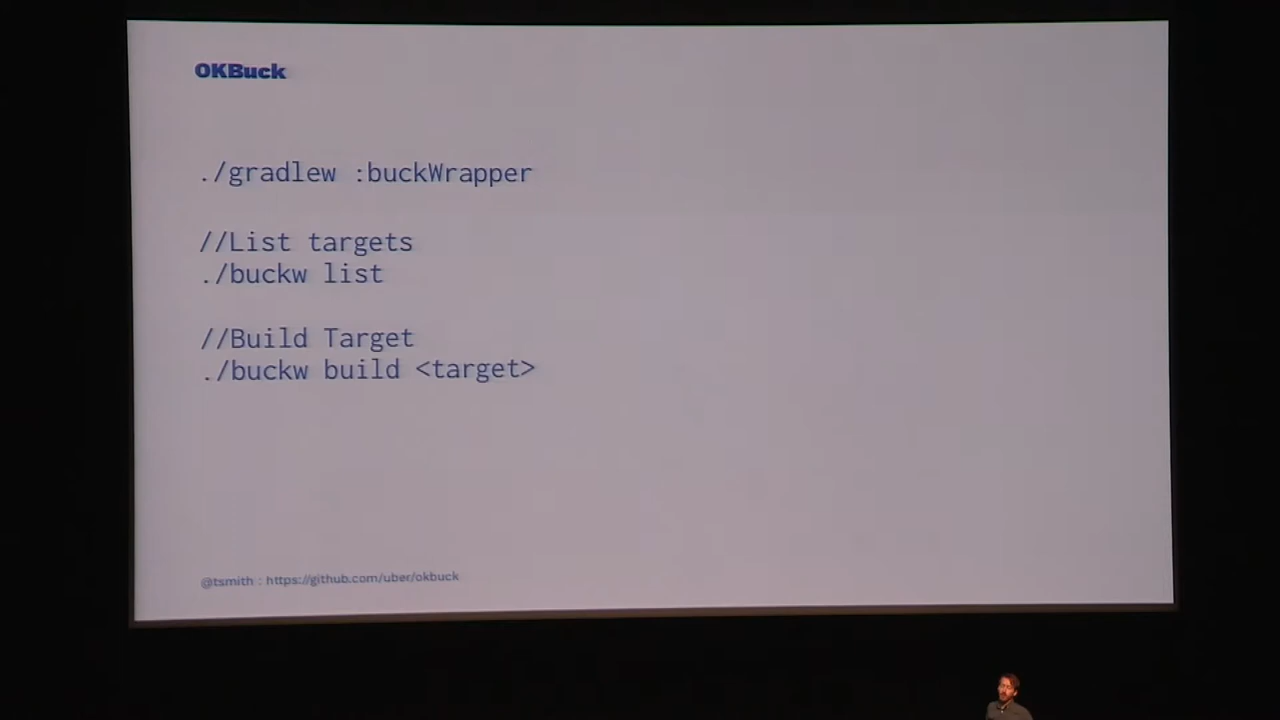 OKBuck
./gradlew :buckWrapper
//List targets
./buckw list
//Build Target
./buckw build <target>
@tsmith : https://github.com/uber/okbuck